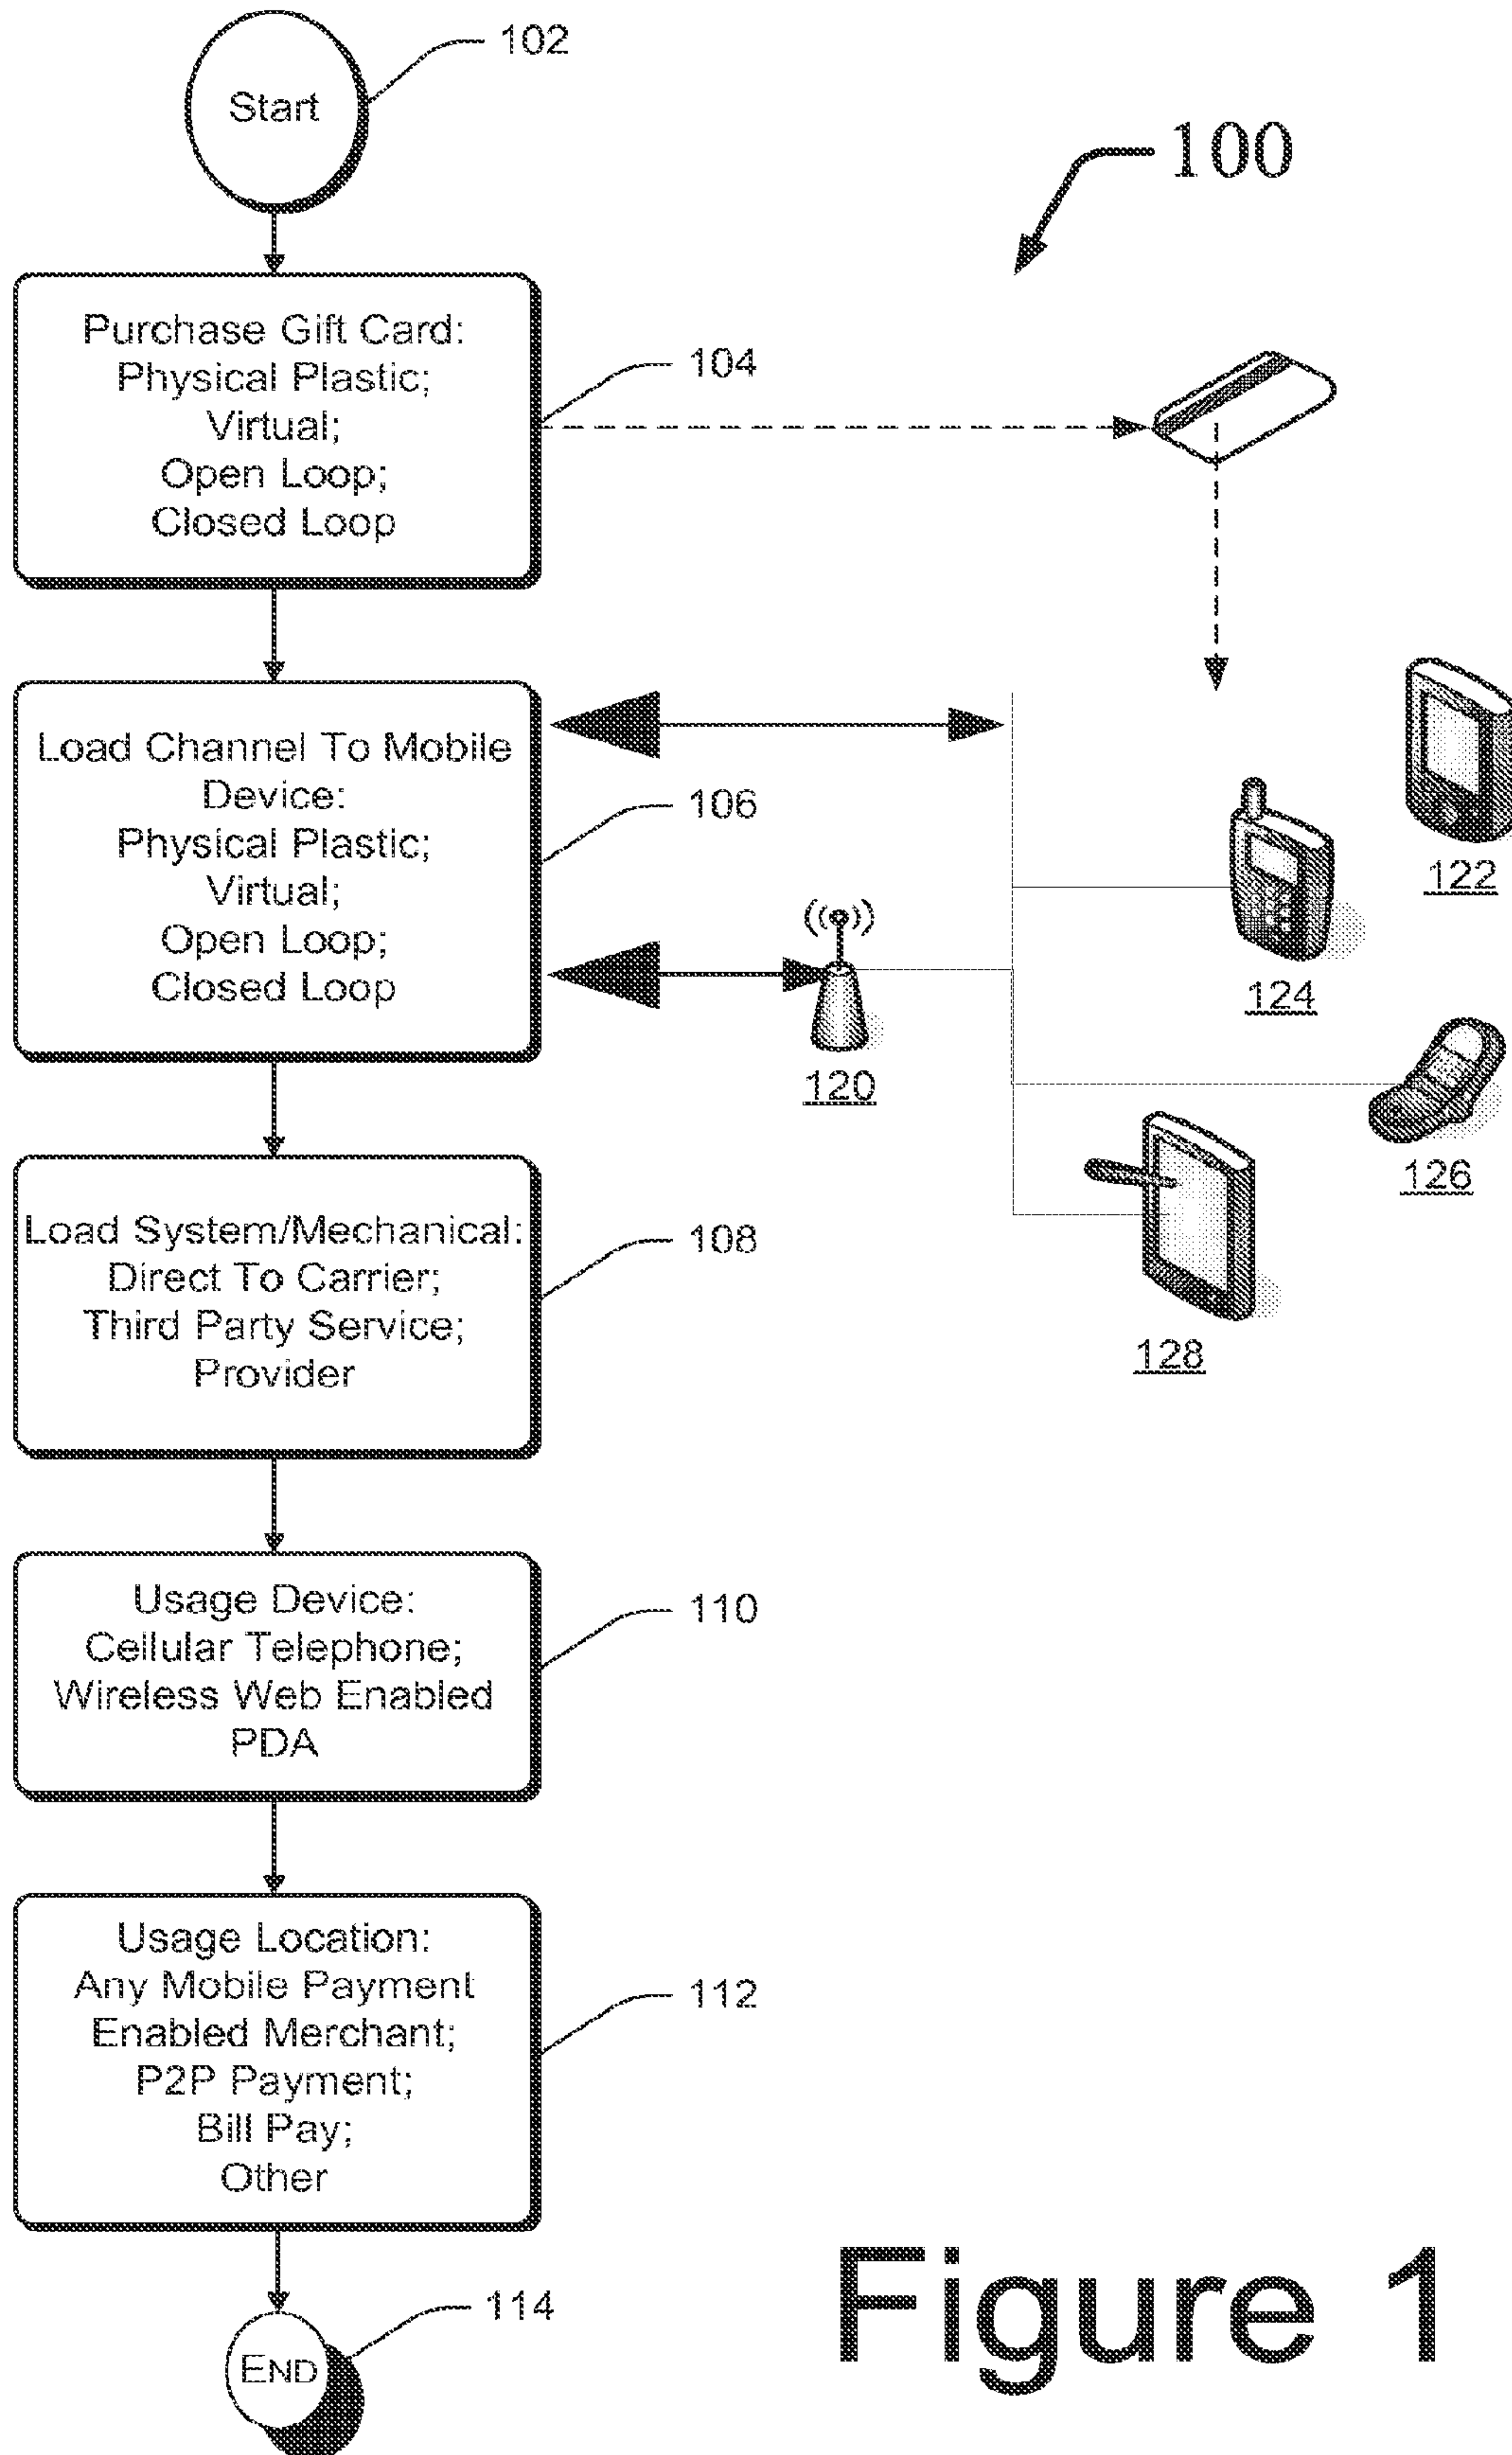 Start
102
100
Purchase Gift Card:
Physical Plastic;
Virtual;
Open Loop;
Closed Loop
104
Load Channel To Mobile
Device:
Physical Plastic;
Virtual;
Open Loop;
Closed Loop
106
120
122
124
126
128
Load System/Mechanical:
Direct To Carrier;
Third Party Service;
Provider
108
Usage Device:
Cellular Telephone;
Wireless Web Enabled
PDA
110
Usage Location:
Any Mobile Payment
Enabled Merchant;
P2P Payment;
Bill Pay;
Other
112
END
114
Figure 1